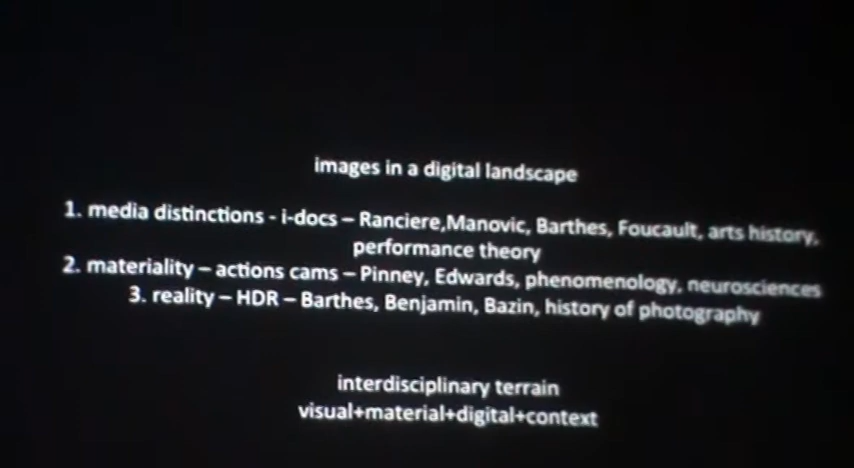 images in a digital landscape
1. media distinctions - i-docs – Ranciere,Manovic, Barthes, Foucault, arts history,
performance theory
2. materiality – actions cams – Pinney, Edwards, phenomenology, neurosciences
3. reality – HDR – Barthes, Benjamin, Bazin, history of photography
interdisciplinary terrain
visual+material+digital+context